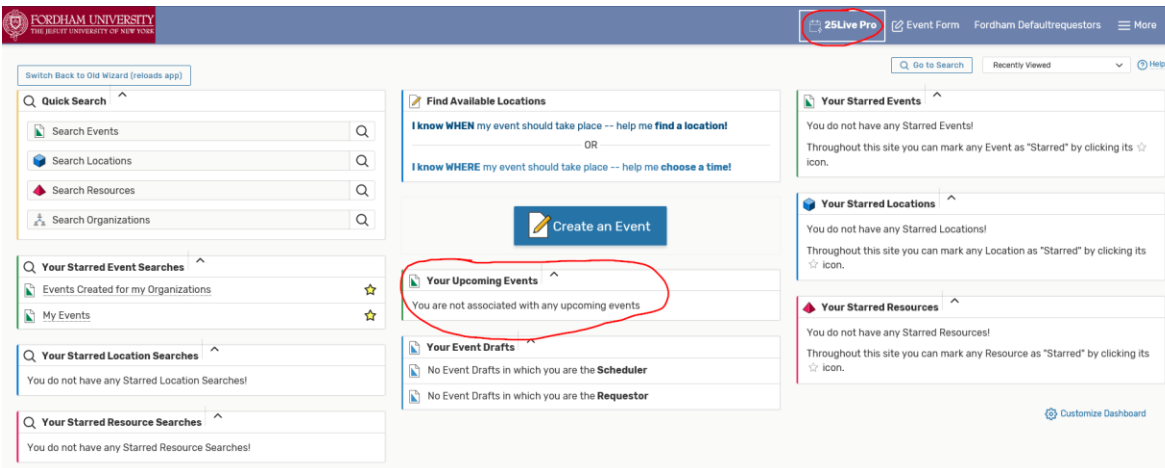 FORDHAM UNIVERSITY
THE JESUIT UNIVERSITY OF NEW YORK
25Live Pro
Event Form
Fordham Defaultrequestors
More
Switch Back to Old Wizard (reloads app)
Go to Search
Recently Viewed
Help
Quick Search
Search Events
Search Locations
Search Resources
Search Organizations
Your Starred Event Searches
Events Created for my Organizations
My Events
Your Starred Location Searches
You do not have any Starred Location Searches!
Your Starred Resource Searches
You do not have any Starred Resource Searches!
Find Available Locations
I know WHEN my event should take place -- help me find a location!
OR
I know WHERE my event should take place -- help me choose a time!
Create an Event
Your Upcoming Events
You are not associated with any upcoming events
Your Event Drafts
No Event Drafts in which you are the Scheduler
No Event Drafts in which you are the Requestor
Your Starred Events
You do not have any Starred Events!
Throughout this site you can mark any Event as "Starred" by clicking its
icon.
Your Starred Locations
You do not have any Starred Locations!
Throughout this site you can mark any Location as "Starred" by clicking its
icon.
Your Starred Resources
You do not have any Starred Resources!
Throughout this site you can mark any Resource as "Starred" by clicking its
icon.
Customize Dashboard